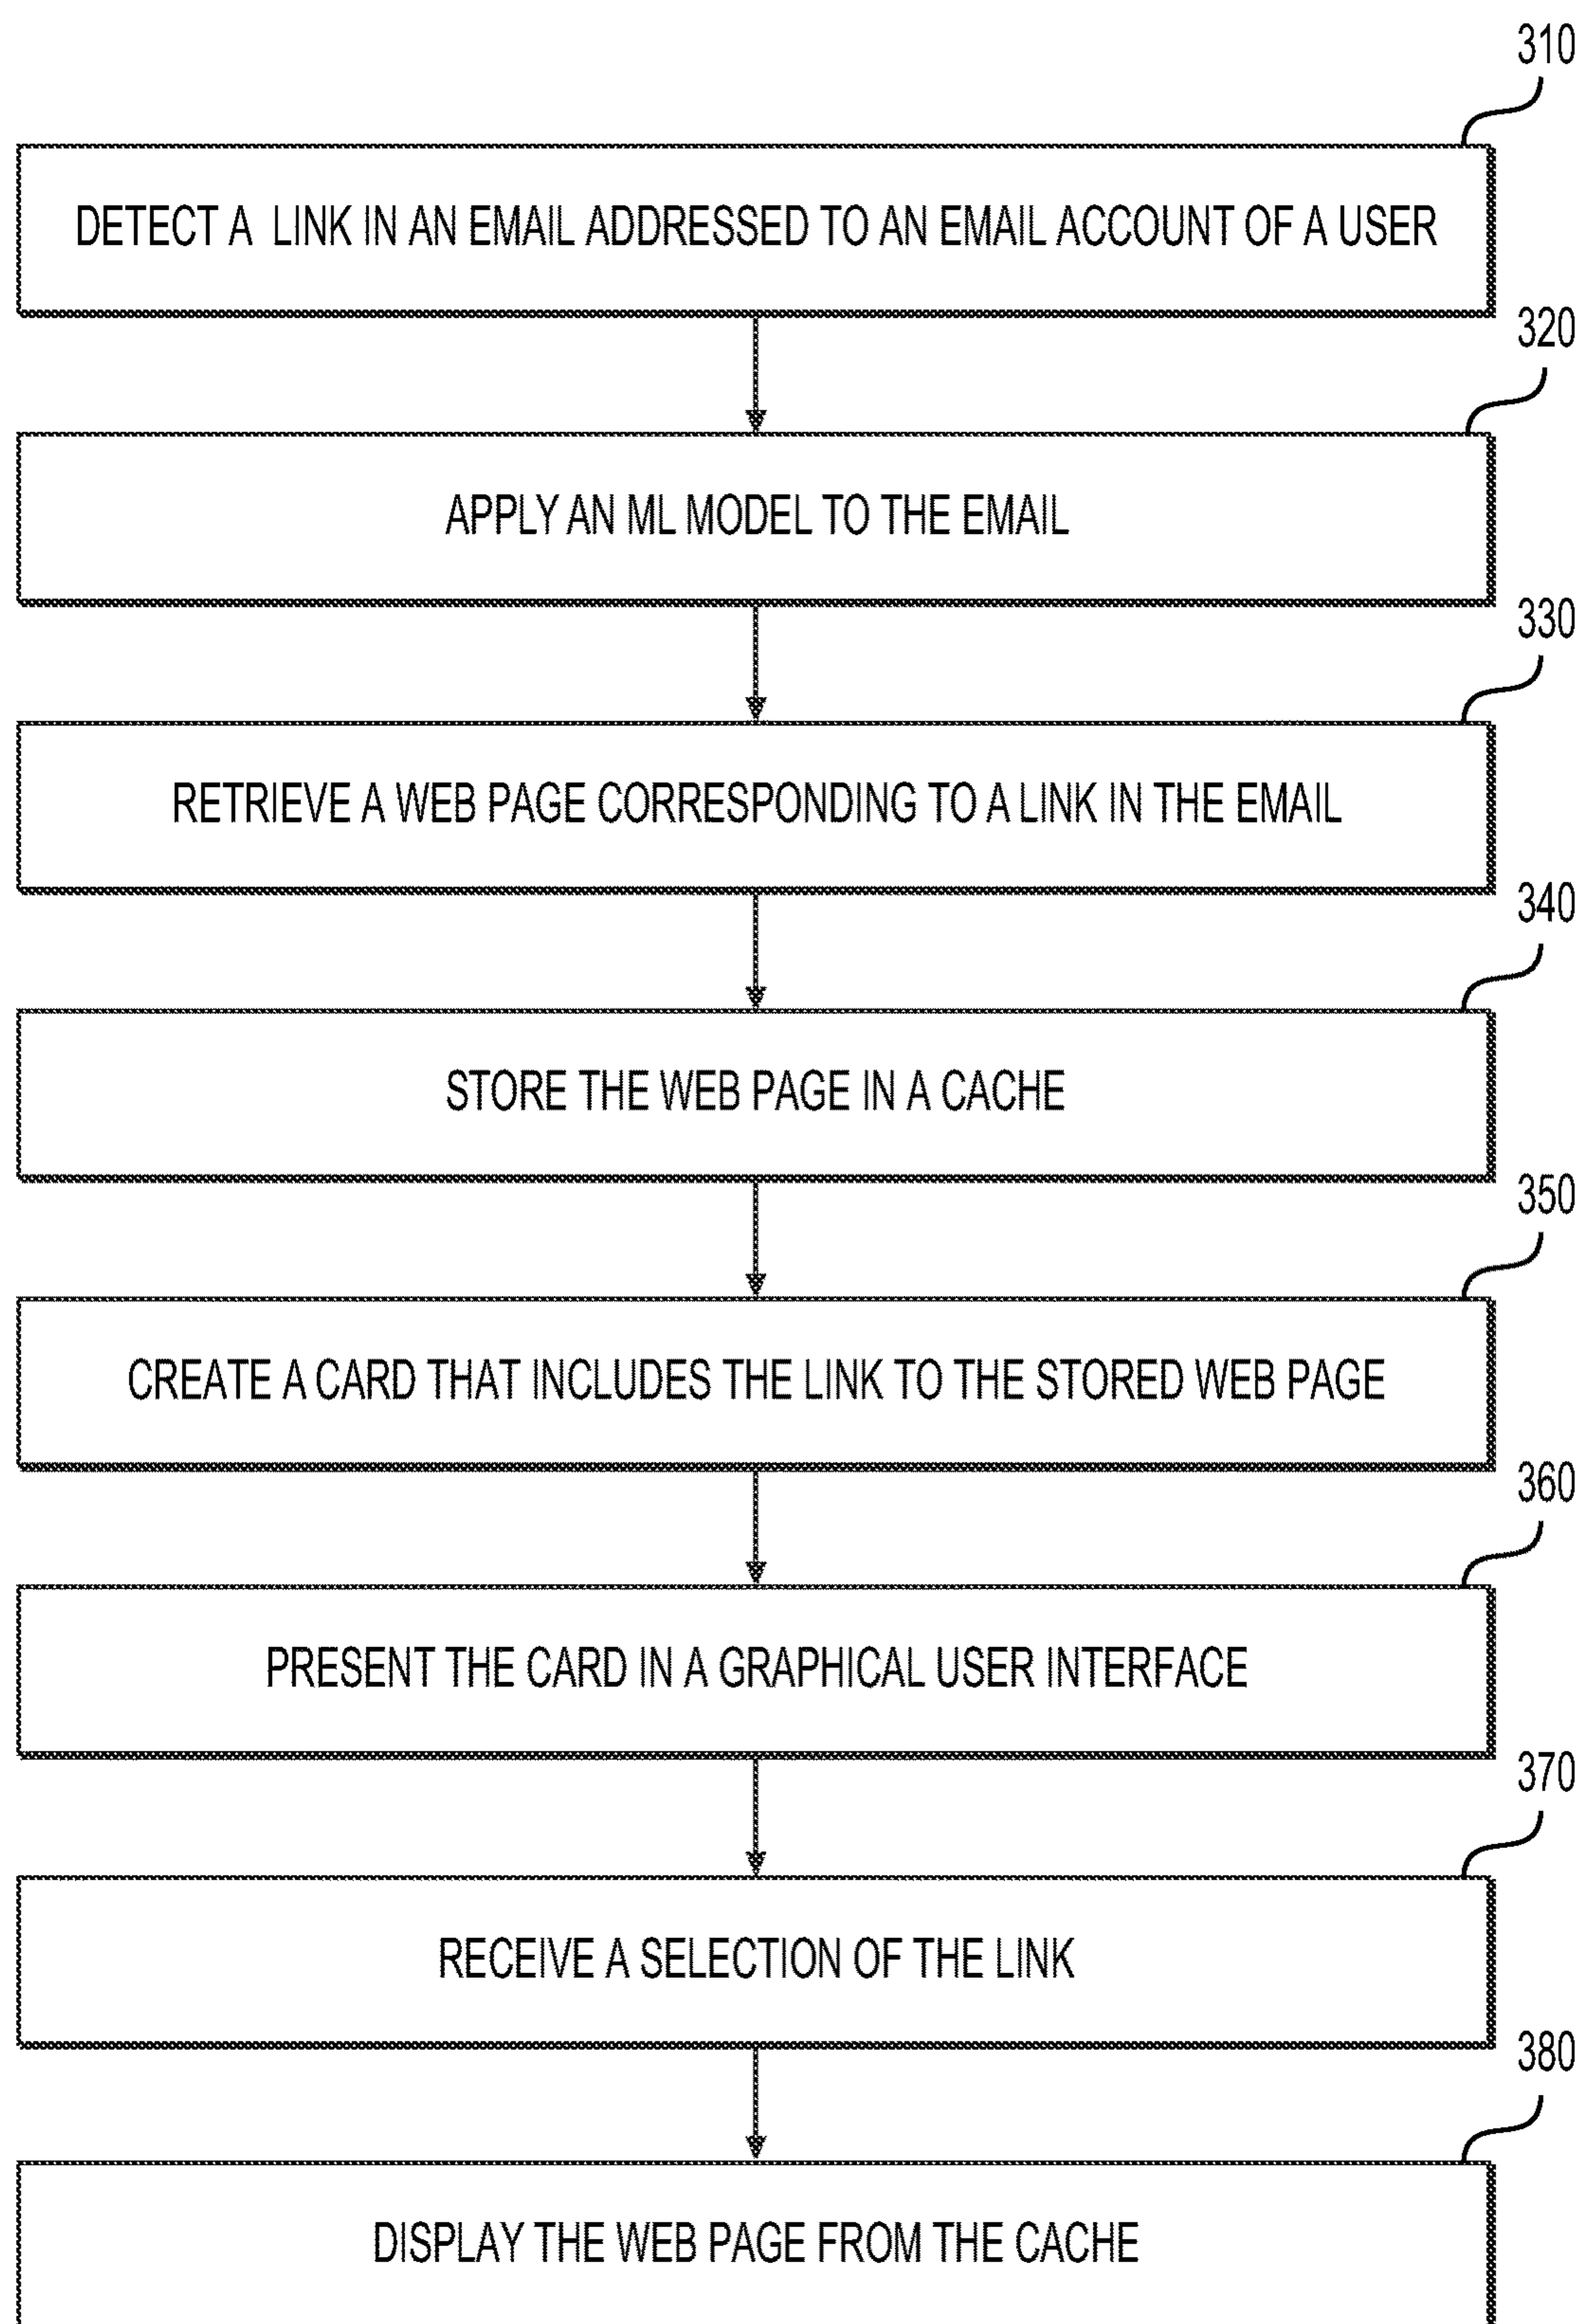 310
DETECT A LINK IN AN EMAIL ADDRESSED TO AN EMAIL ACCOUNT OF A USER
320
APPLY AN ML MODEL TO THE EMAIL
330
RETRIEVE A WEB PAGE CORRESPONDING TO A LINK IN THE EMAIL
340
STORE THE WEB PAGE IN A CACHE
350
CREATE A CARD THAT INCLUDES THE LINK TO THE STORED WEB PAGE
360
PRESENT THE CARD IN A GRAPHICAL USER INTERFACE
370
RECEIVE A SELECTION OF THE LINK
380
DISPLAY THE WEB PAGE FROM THE CACHE